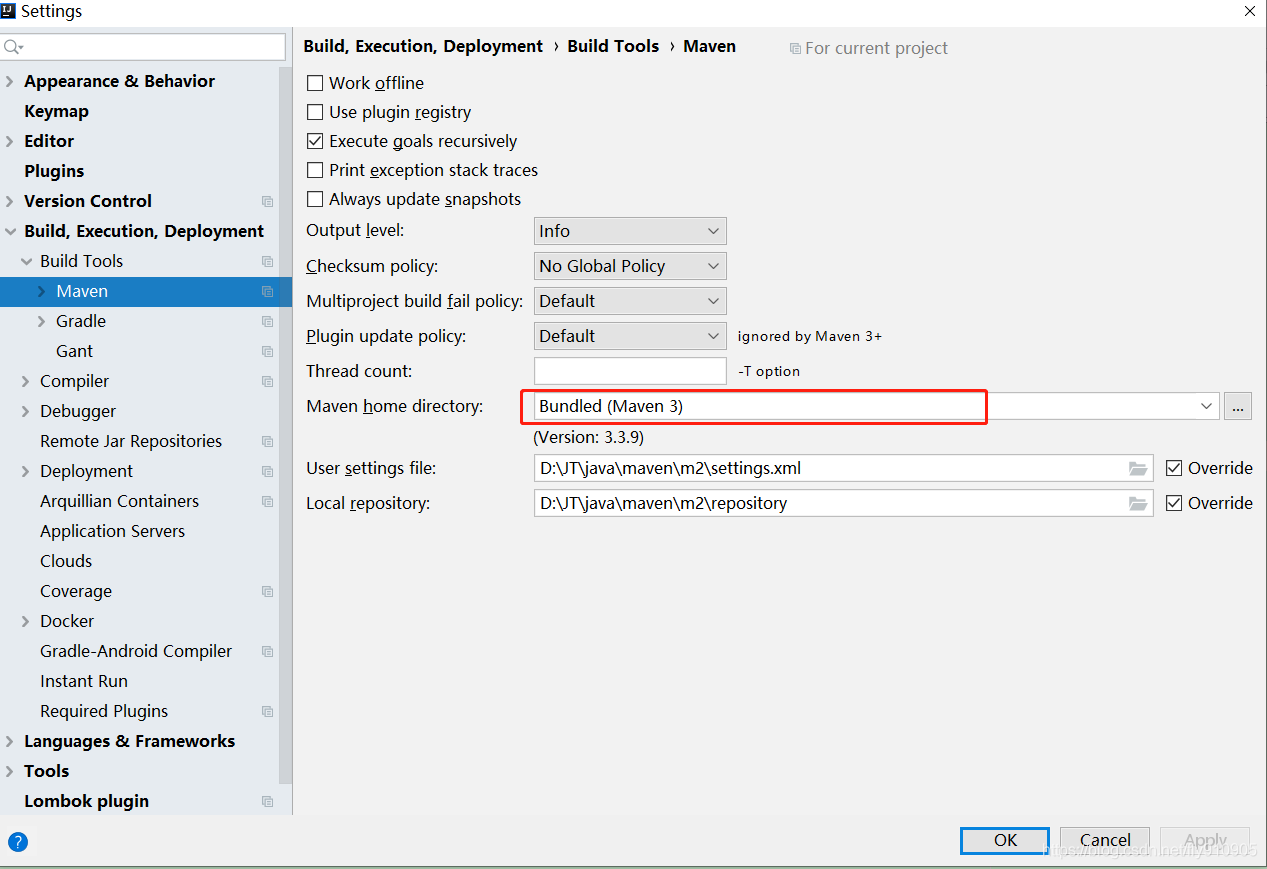 Settings
Appearance & Behavior
Keymap
Editor
Plugins
Version Control
Build, Execution, Deployment
Build Tools
Maven
Gradle
Gant
Compiler
Debugger
Remote Jar Repositories
Deployment
Arquillian Containers
Application Servers
Clouds
Coverage
Docker
Gradle-Android Compiler
Instant Run
Required Plugins
Languages & Frameworks
Tools
Lombok plugin
Build, Execution, Deployment › Build Tools › Maven For current project
Work offline
Use plugin registry
Execute goals recursively
Print exception stack traces
Always update snapshots
Output level: Info
Checksum policy: No Global Policy
Multiproject build fail policy: Default
Plugin update policy: Default ignored by Maven 3+
Thread count: -T option
Maven home directory: Bundled (Maven 3) ...
(Version: 3.3.9)
User settings file: D:\JT\java\maven\m2\settings.xml Override
Local repository: D:\JT\java\maven\m2\repository Override
? OK Cancel Apply